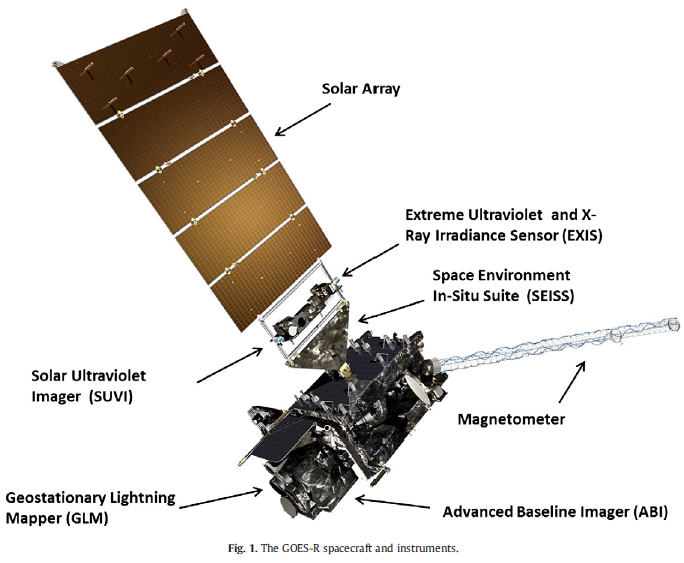 Solar Array
Extreme Ultraviolet and X-
Ray Irradiance Sensor (EXIS)
Space Environment
In-Situ Suite (SEISS)
Solar Ultraviolet
Imager (SUVI)
Magnetometer
Geostationary Lightning
Mapper (GLM)
Advanced Baseline Imager (ABI)
Fig. 1. The GOES-R spacecraft and instruments.